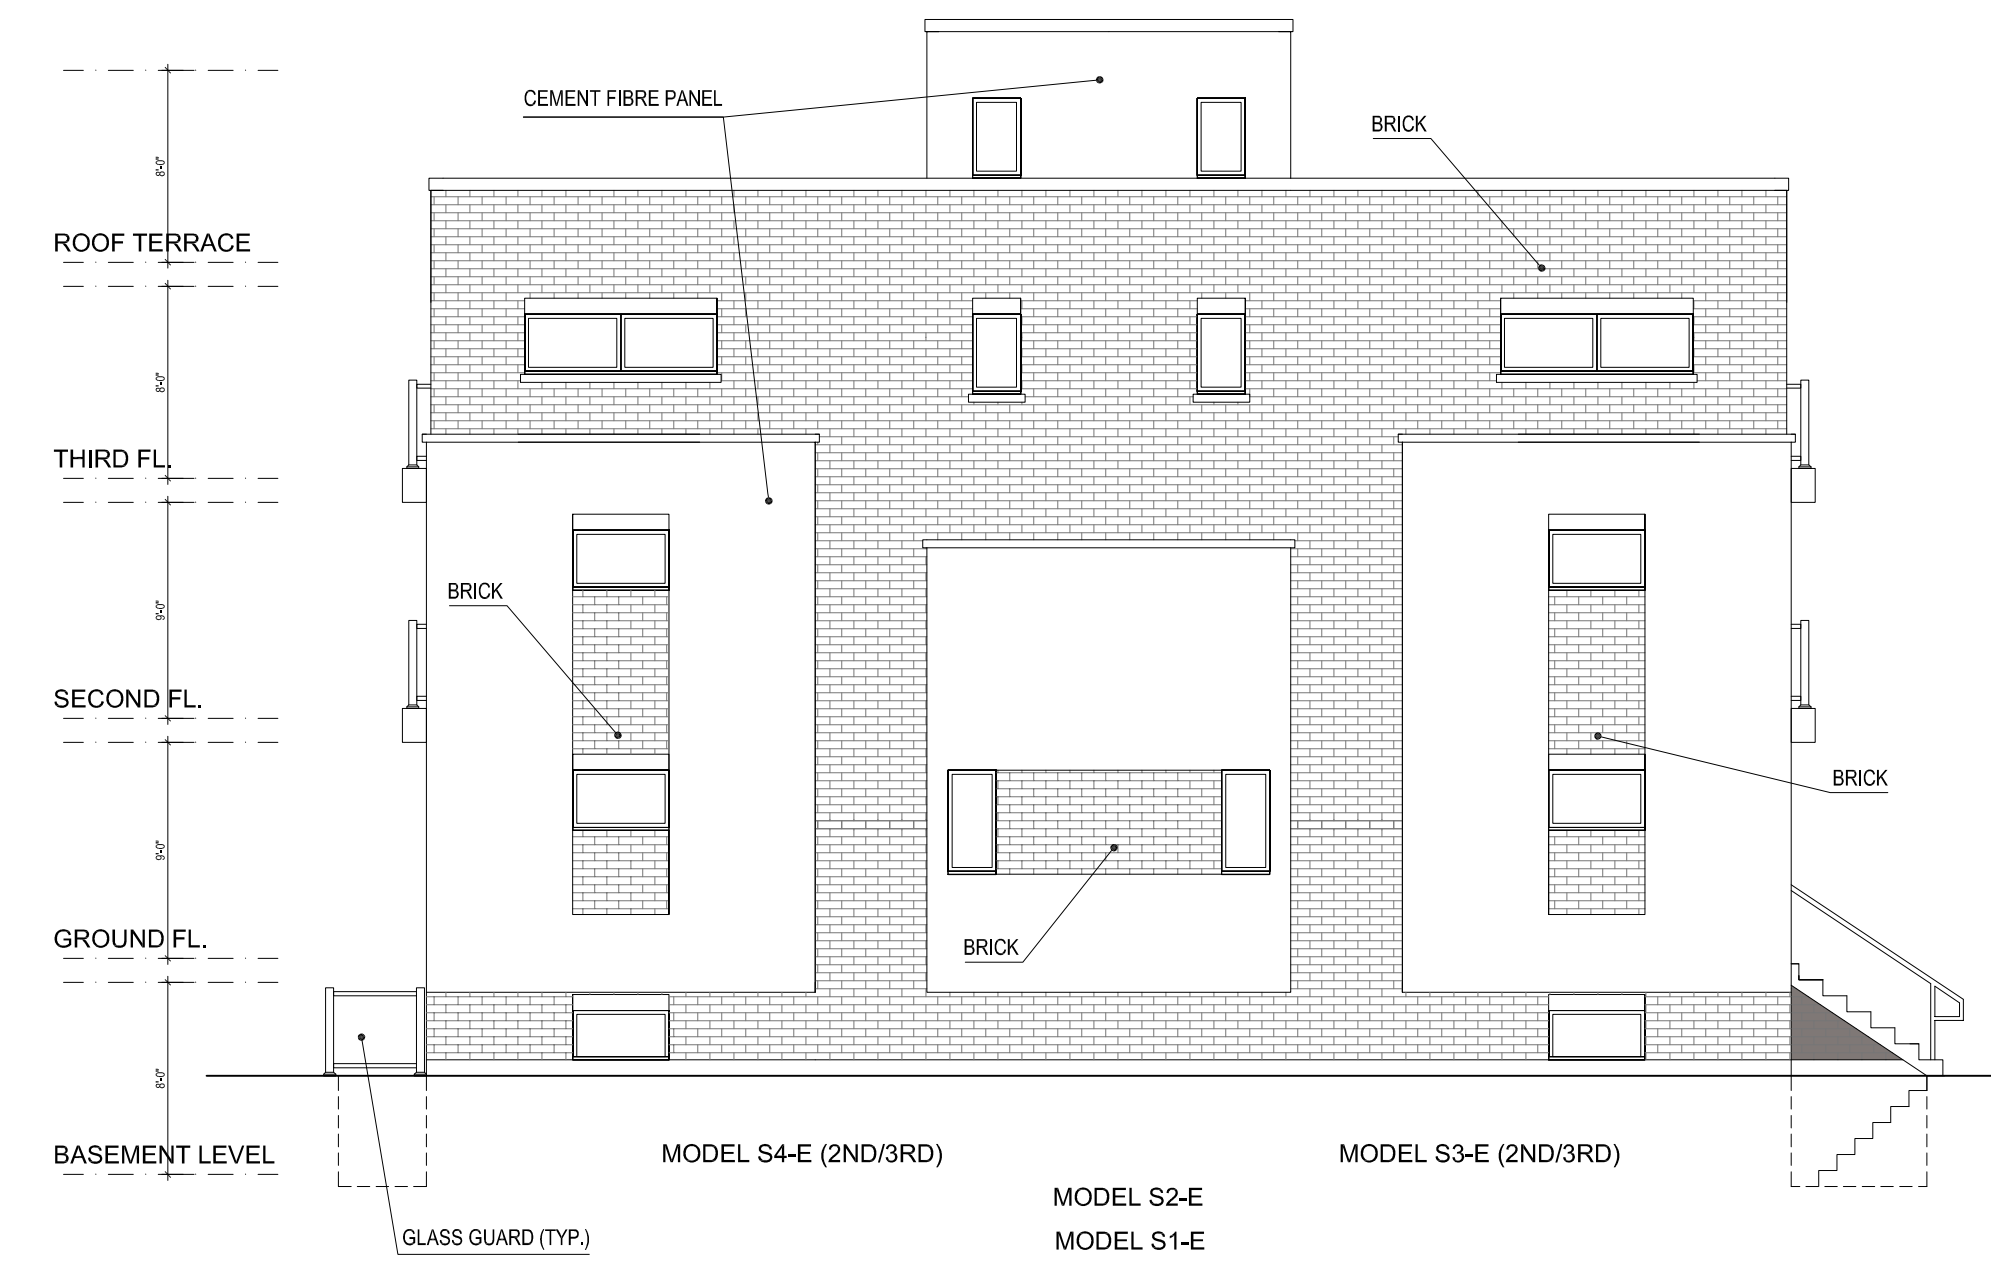 CEMENT FIBRE PANEL
BRICK
8'-0"
ROOF TERRACE
8'-0"
THIRD FL.
BRICK
9'-0"
SECOND FL.
BRICK
9'-0"
GROUND FL.
BRICK
8'-0"
BASEMENT LEVEL
MODEL S4-E (2ND/3RD)
MODEL S3-E (2ND/3RD)
MODEL S2-E
GLASS GUARD (TYP.)
MODEL S1-E